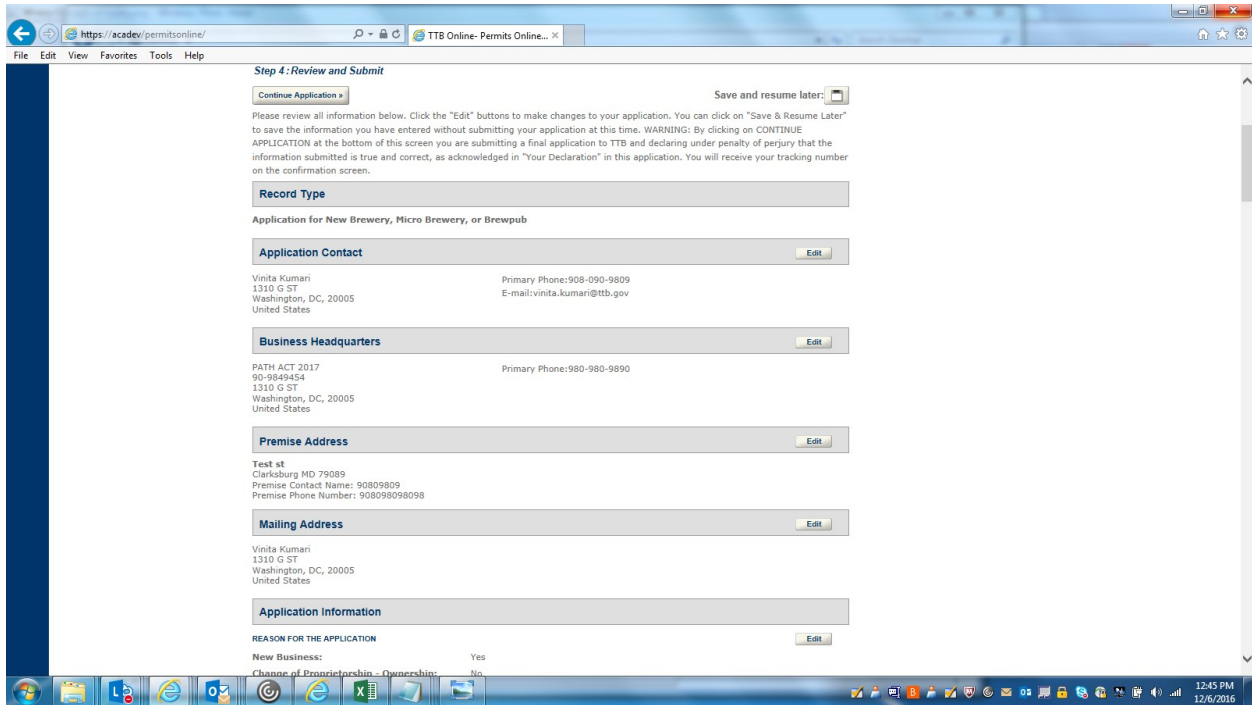 https://acadev/permitsonline/
TTB Online- Permits Online...
File Edit View Favorites Tools Help
Step 4:Review and Submit
Continue Application »
Save and resume later:
Please review all information below. Click the "Edit" buttons to make changes to your application. You can click on "Save & Resume Later"
to save the information you have entered without submitting your application at this time. WARNING: By clicking on CONTINUE
APPLICATION at the bottom of this screen you are submitting a final application to TTB and declaring under penalty of perjury that the
information submitted is true and correct, as acknowledged in "Your Declaration" in this application. You will receive your tracking number
on the confirmation screen.
Record Type
Application for New Brewery, Micro Brewery, or Brewpub
Application Contact
Edit
Vinita Kumari
1310 G ST
Washington, DC, 20005
United States
Primary Phone:908-090-9809
E-mail:vinita.kumari@ttb.gov
Business Headquarters
Edit
PATH ACT 2017
90-9849454
1310 G ST
Washington, DC, 20005
United States
Primary Phone:980-980-9890
Premise Address
Edit
Test st
Clarksburg MD 79089
Premise Contact Name: 90809809
Premise Phone Number: 908098098098
Mailing Address
Edit
Vinita Kumari
1310 G ST
Washington, DC, 20005
United States
Application Information
REASON FOR THE APPLICATION
Edit
New Business: Yes
Change of Proprietorship - Ownership: No
12:45 PM
12/6/2016